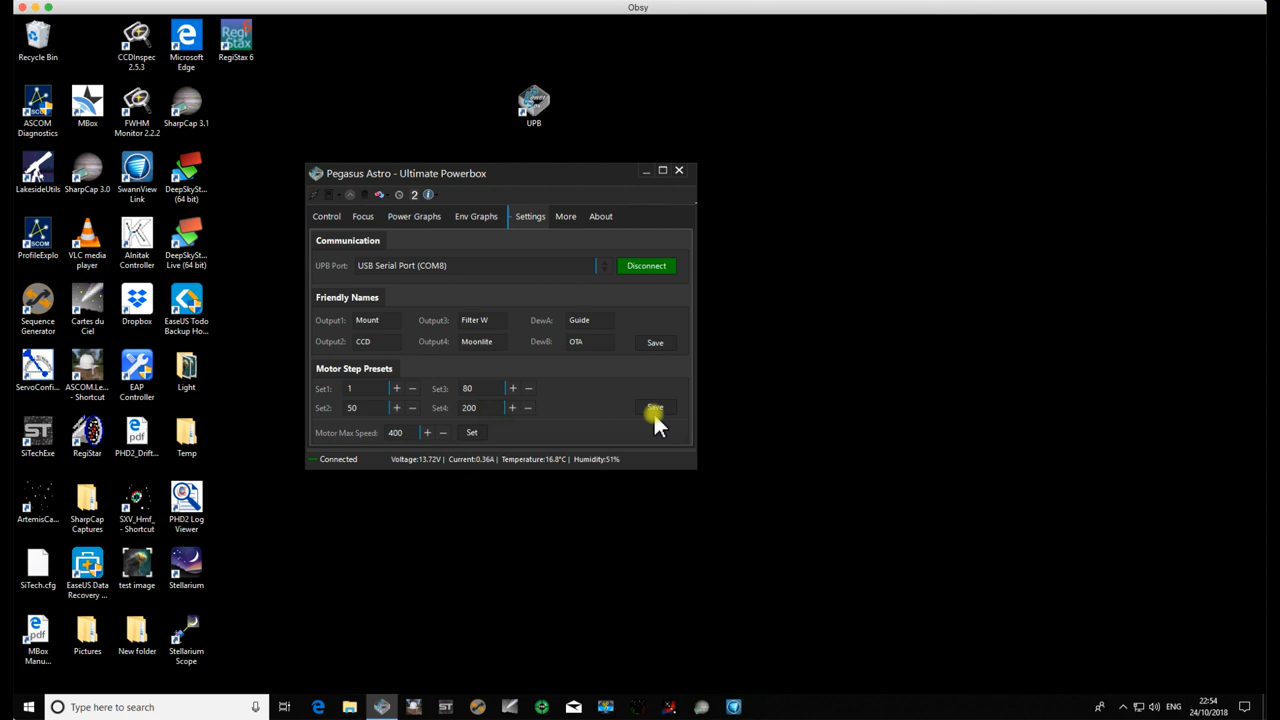 Obsy
Recycle Bin
CCDInspec 2.5.3
Microsoft Edge
RegiStax 6
ASCOM Diagnostics
MBox
FWHM Monitor 2.2.2
SharpCap 3.1
UPB
LakesideUtils
SharpCap 3.0
SwannView Link
DeepSkySt... (64 bit)
ProfileExplo
VLC media player
Alnitak Controller
DeepSkySt... Live (64 bit)
Sequence Generator
Cartes du Ciel
Dropbox
EaseUS Todo Backup Ho...
ServoConfi...
ASCOM.Le... - Shortcut
EAP Controller
Light
SiTechExe
RegiStar
PHD2_Drift...
Temp
ArtemisCa...
SharpCap Captures
SXV_Hmf_ - Shortcut
PHD2 Log Viewer
SiTech.cfg
EaseUS Data Recovery ...
test image
Stellarium
MBox Manu...
Pictures
New folder
Stellarium Scope
Pegasus Astro - Ultimate Powerbox
2
Control Focus Power Graphs Env Graphs Settings More About
Communication
UPB Port: USB Serial Port (COM8) Disconnect
Friendly Names
Output1: Mount Output3: Filter W DewA: Guide
Output2: CCD Output4: Moonlite DewB: OTA Save
Motor Step Presets
Set1: 1 + − Set3: 80 + −
Set2: 50 + − Set4: 200 + − Save
Motor Max Speed: 400 + − Set
Connected Voltage:13.72V | Current:0.36A | Temperature:16.8°C | Humidity:51%
Type here to search
ENG
22:54
24/10/2018